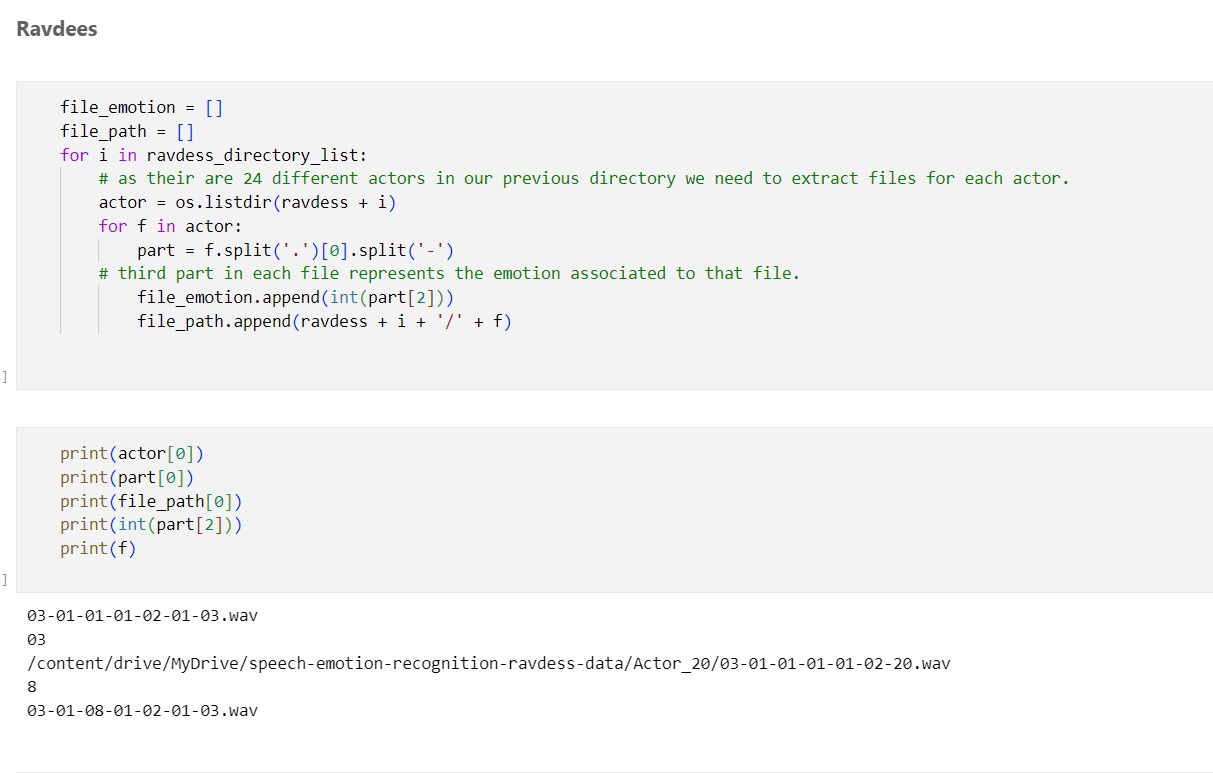 Ravdees
file_emotion = []
file_path = []
for i in ravdess_directory_list:
    # as their are 24 different actors in our previous directory we need to extract files for each actor.
    actor = os.listdir(ravdess + i)
    for f in actor:
        part = f.split('.')[0].split('-')
    # third part in each file represents the emotion associated to that file.
        file_emotion.append(int(part[2]))
        file_path.append(ravdess + i + '/' + f)
]
print(actor[0])
print(part[0])
print(file_path[0])
print(int(part[2]))
print(f)
]
03-01-01-01-02-01-03.wav
03
/content/drive/MyDrive/speech-emotion-recognition-ravdess-data/Actor_20/03-01-01-01-01-02-20.wav
8
03-01-08-01-02-01-03.wav